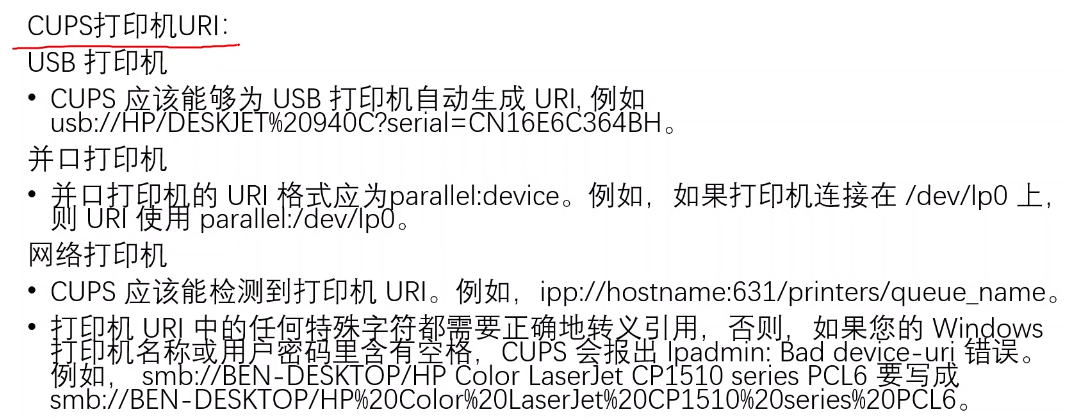 CUPS打印机URI:
USB 打印机
• CUPS 应该能够为 USB 打印机自动生成 URI, 例如
usb://HP/DESKJET%20940C?serial=CN16E6C364BH。
并口打印机
• 并口打印机的 URI 格式应为parallel:device。例如，如果打印机连接在 /dev/lp0 上，
则 URI 使用 parallel:/dev/lp0。
网络打印机
• CUPS 应该能检测到打印机 URI。例如，ipp://hostname:631/printers/queue_name。
• 打印机 URI 中的任何特殊字符都需要正确地转义引用，否则，如果您的 Windows
打印机名称或用户密码里含有空格，CUPS 会报出 lpadmin: Bad device-uri 错误。
例如， smb://BEN-DESKTOP/HP Color LaserJet CP1510 series PCL6 要写成
smb://BEN-DESKTOP/HP%20Color%20LaserJet%20CP1510%20series%20PCL6。